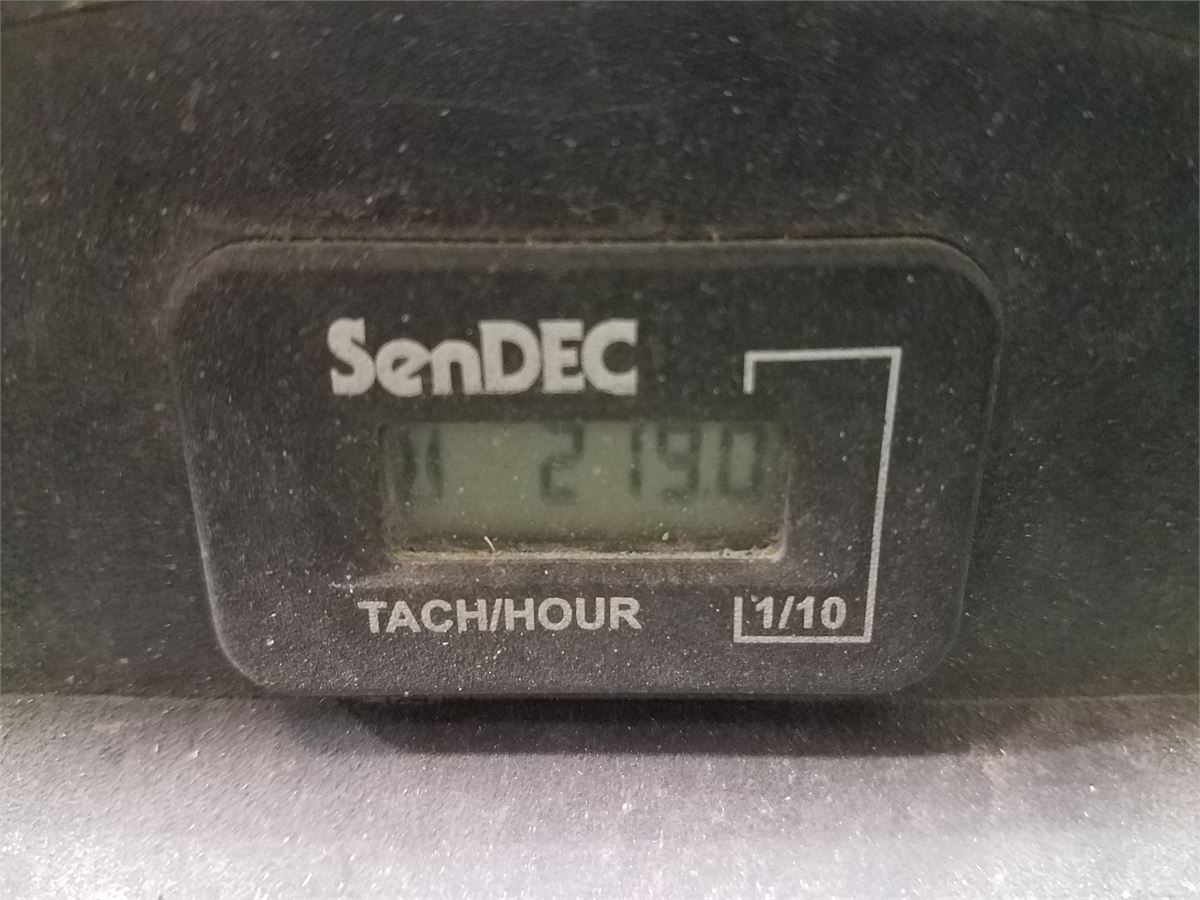 SenDEC
219.0
TACH/HOUR
1/10